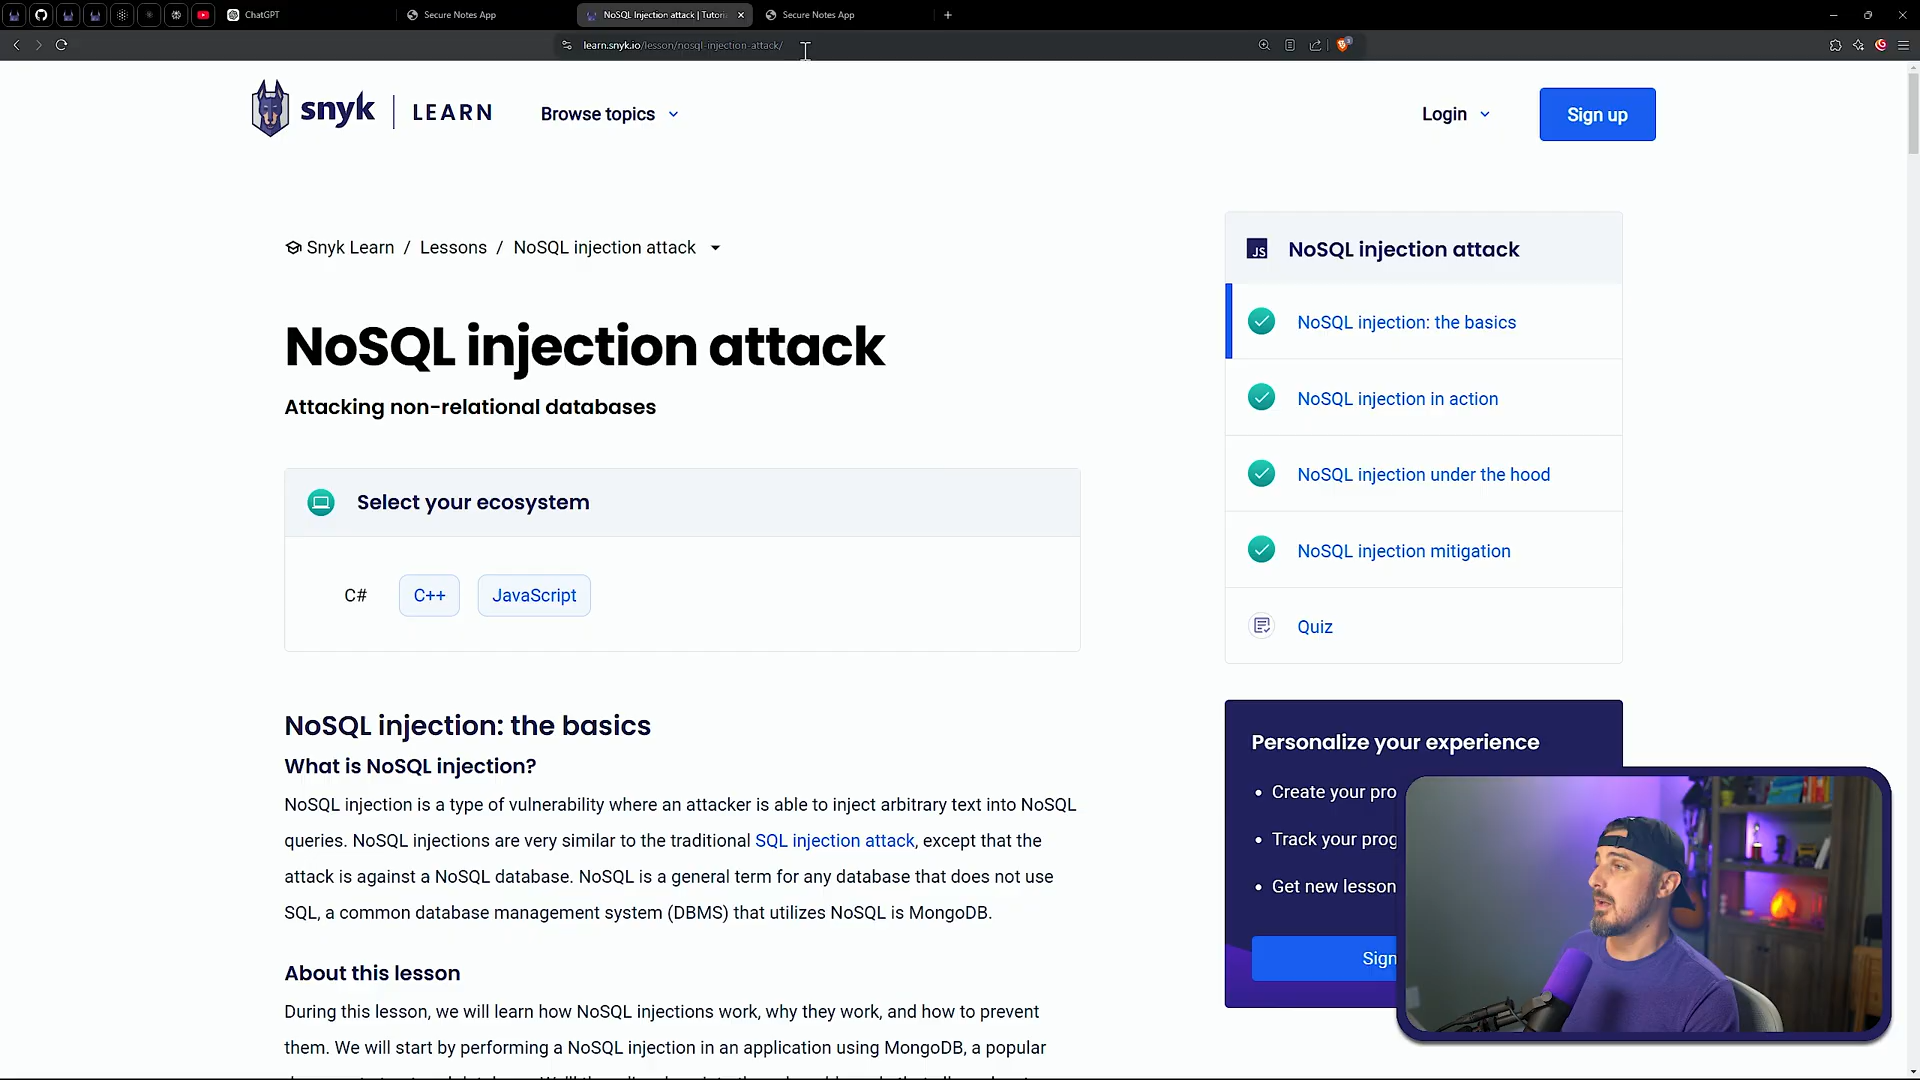 ChatGPT
Secure Notes App
NoSQL Injection attack | Tutori
Secure Notes App
learn.snyk.io/lesson/nosql-injection-attack/
snyk | LEARN
Browse topics
Login
Sign up
Snyk Learn / Lessons / NoSQL injection attack
NoSQL injection attack
Attacking non-relational databases
Select your ecosystem
C#
C++
JavaScript
NoSQL injection: the basics
What is NoSQL injection?
NoSQL injection is a type of vulnerability where an attacker is able to inject arbitrary text into NoSQL
queries. NoSQL injections are very similar to the traditional SQL injection attack, except that the
attack is against a NoSQL database. NoSQL is a general term for any database that does not use
SQL, a common database management system (DBMS) that utilizes NoSQL is MongoDB.
About this lesson
During this lesson, we will learn how NoSQL injections work, why they work, and how to prevent
them. We will start by performing a NoSQL injection in an application using MongoDB, a popular
JS
NoSQL injection attack
NoSQL injection: the basics
NoSQL injection in action
NoSQL injection under the hood
NoSQL injection mitigation
Quiz
Personalize your experience
• Create your pro
• Track your prog
• Get new lesson
Sign